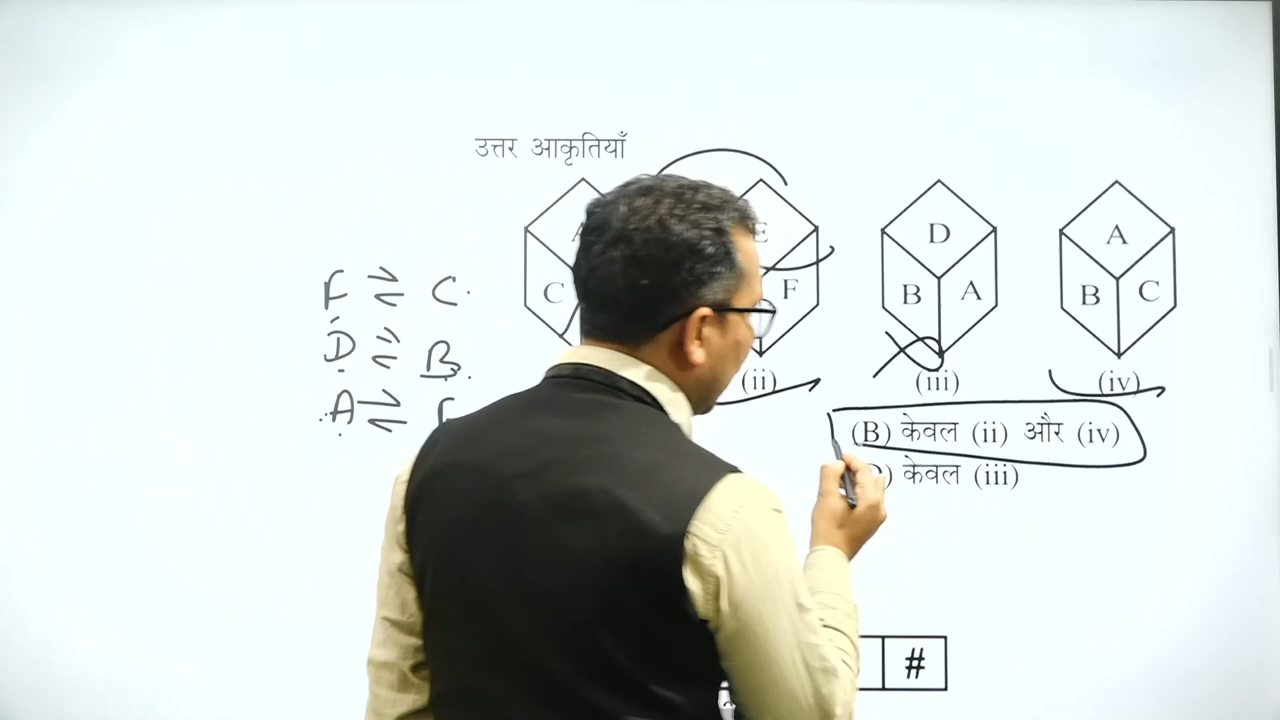 उत्तर आकृतियाँ
A E D A
C F B A B C
F ⇌ C.
D ⇌ B.
A ⇌
(ii) (iii) (iv)
(B) केवल (ii) और (iv)
केवल (iii)
#